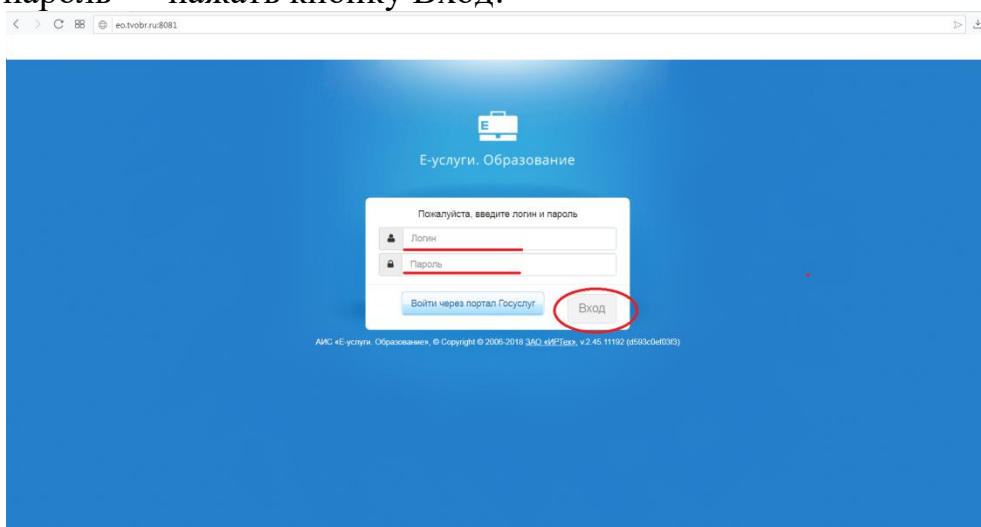 пароль — нажать кнопку Вход.
eo.tvobr.ru:8081
E
Е-услуги. Образование
Пожалуйста, введите логин и пароль
Логин
Пароль
Войти через портал Госуслуг
Вход
АИС «Е-услуги. Образование», © Copyright © 2006-2018 ЗАО «ИРТех», v.2.45.11192 (d593c0ef03f3)